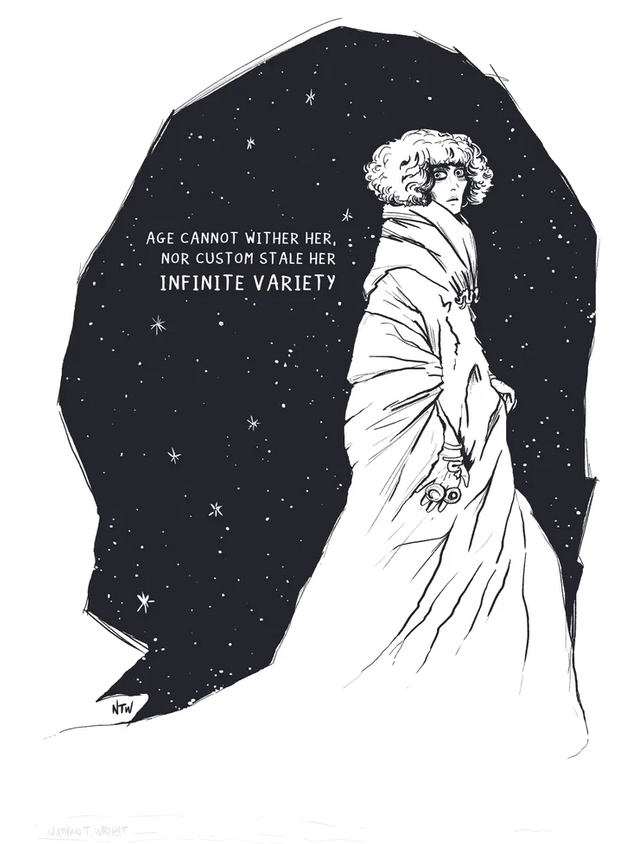 AGE CANNOT WITHER HER,
NOR CUSTOM STALE HER
INFINITE VARIETY
NTW
NATHAN T. WRIGHT